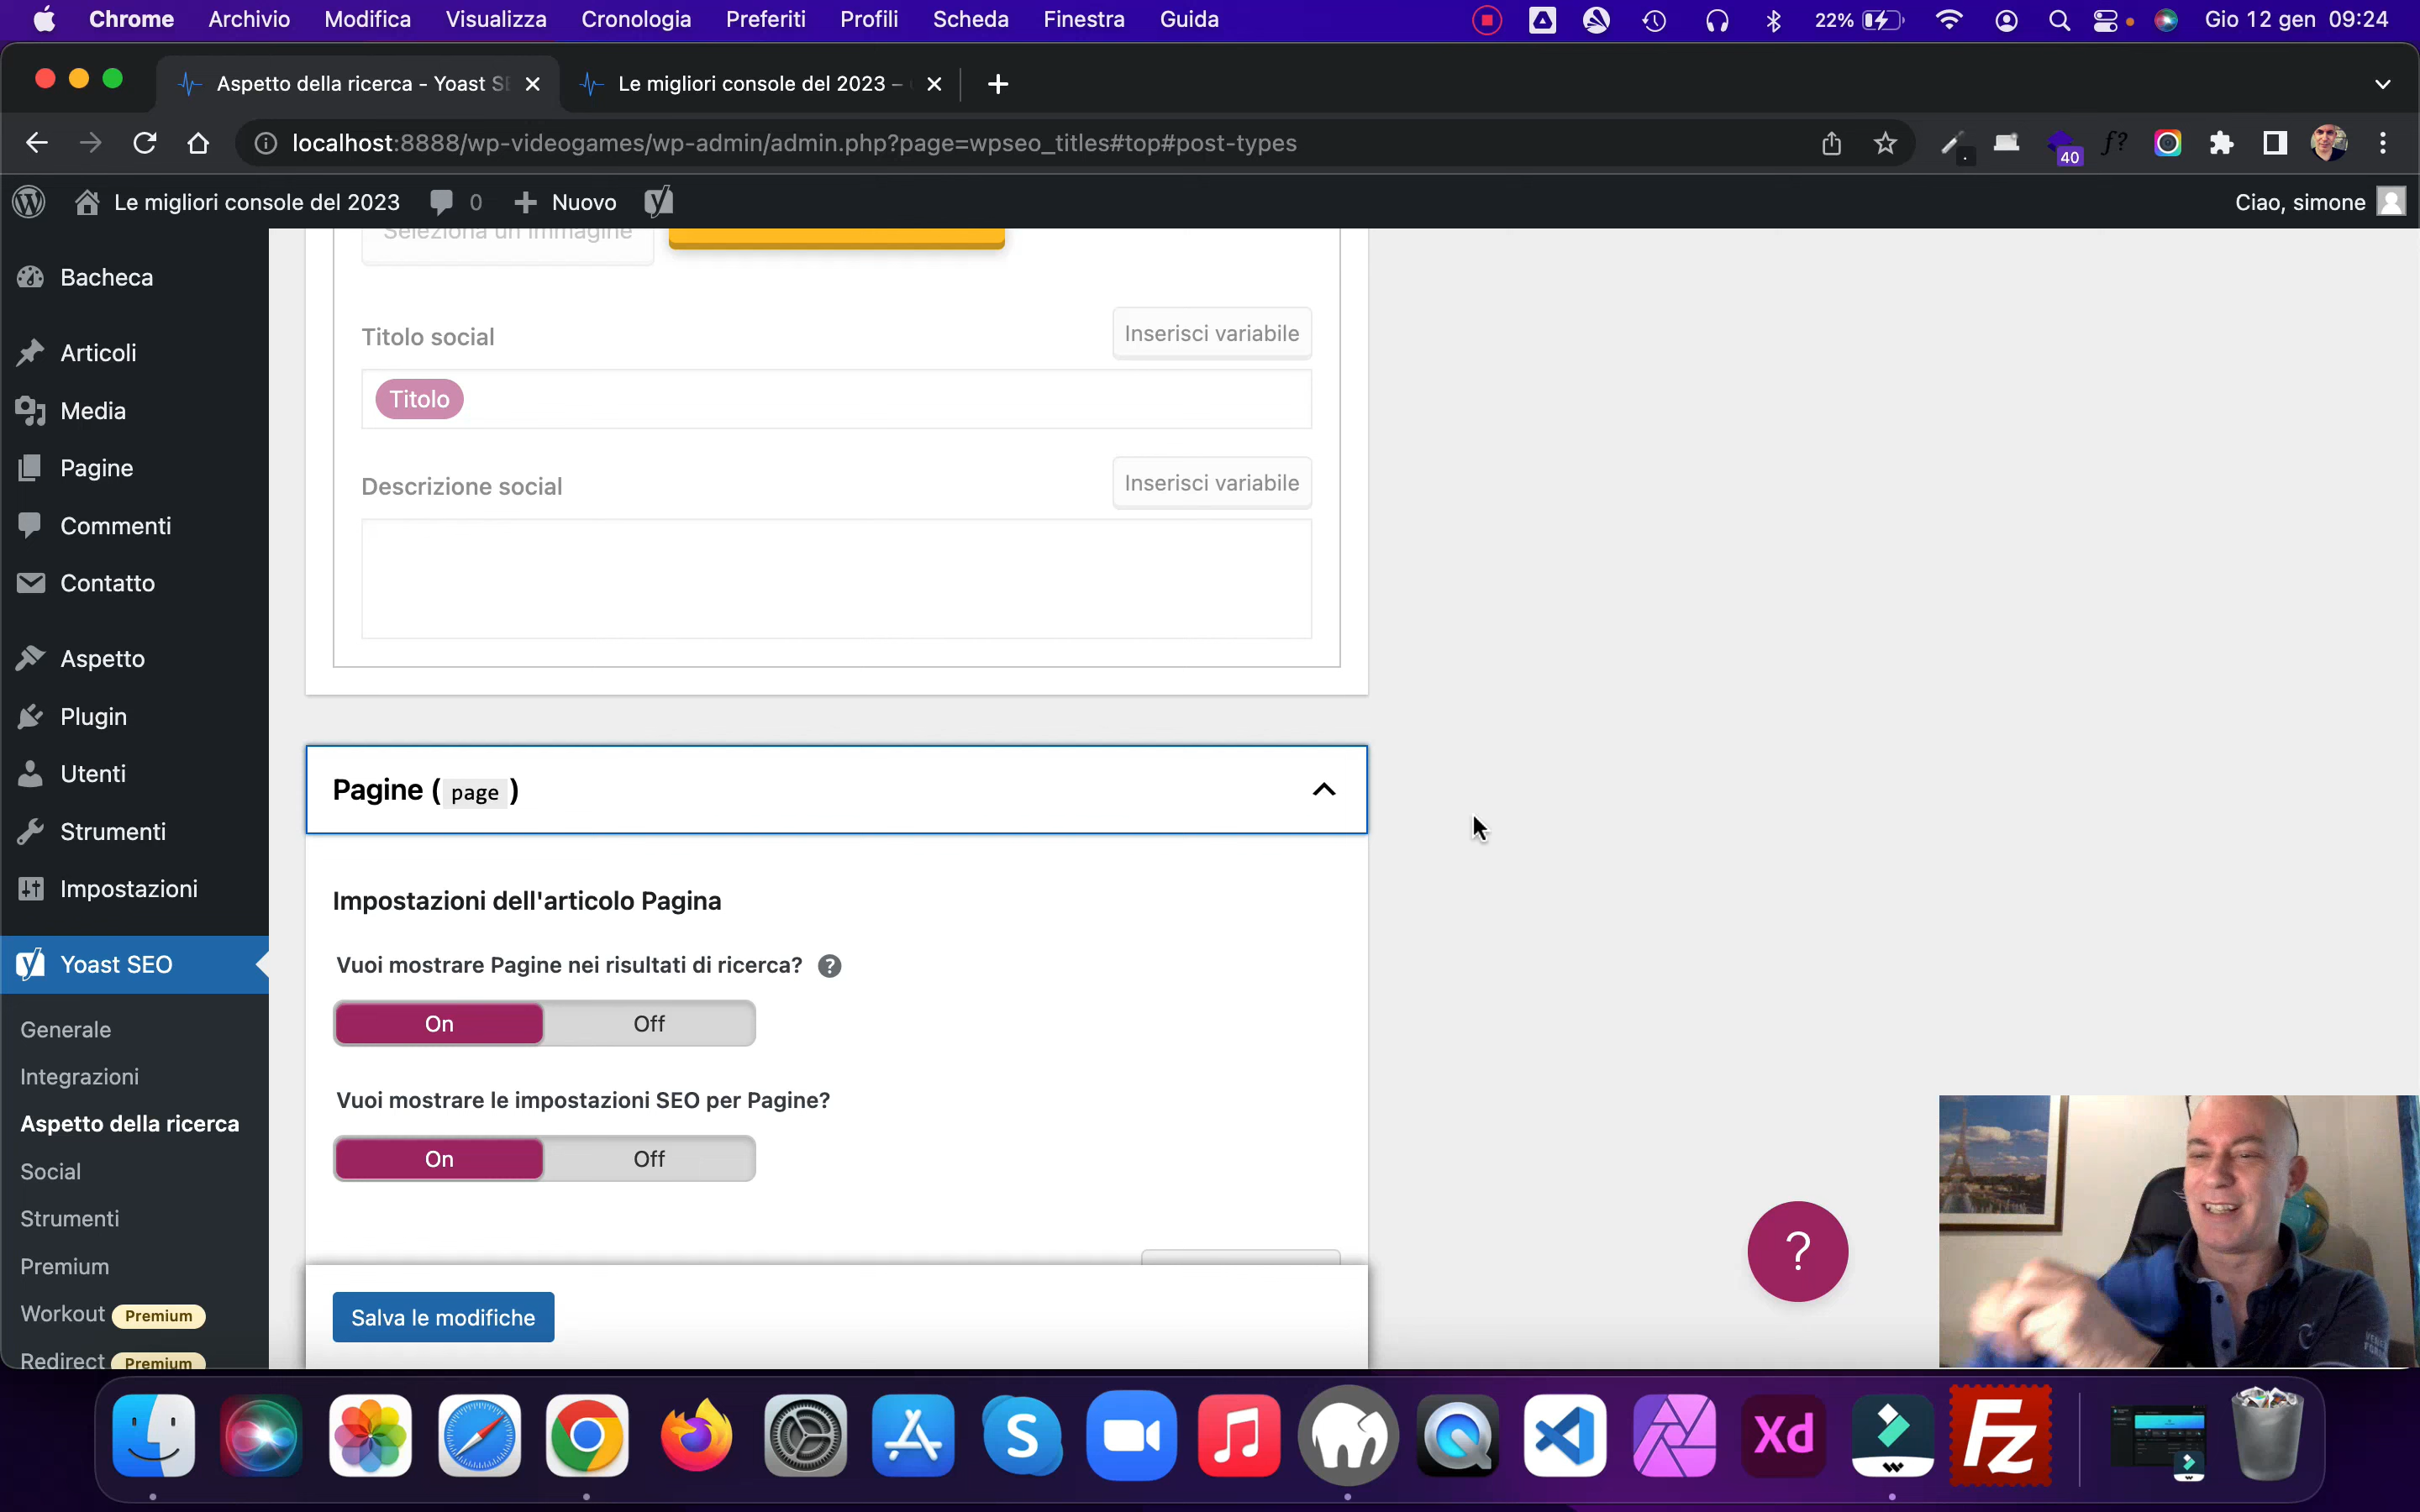 Chrome Archivio Modifica Visualizza Cronologia Preferiti Profili Scheda Finestra Guida 22% Gio 12 gen 09:24
Aspetto della ricerca - Yoast SE Le migliori console del 2023 –
localhost:8888/wp-videogames/wp-admin/admin.php?page=wpseo_titles#top#post-types
f?
40
Le migliori console del 2023 0 Nuovo
Ciao, simone
Bacheca
Articoli
Media
Pagine
Commenti
Contatto
Aspetto
Plugin
Utenti
Strumenti
Impostazioni
Yoast SEO
Generale
Integrazioni
Aspetto della ricerca
Social
Strumenti
Premium
Workout Premium
Redirect Premium
Seleziona un immagine
Titolo social
Inserisci variabile
Titolo
Descrizione social
Inserisci variabile
Pagine ( page )
Impostazioni dell'articolo Pagina
Vuoi mostrare Pagine nei risultati di ricerca? ?
On Off
Vuoi mostrare le impostazioni SEO per Pagine?
On Off
Salva le modifiche
?
S
Xd
Fz